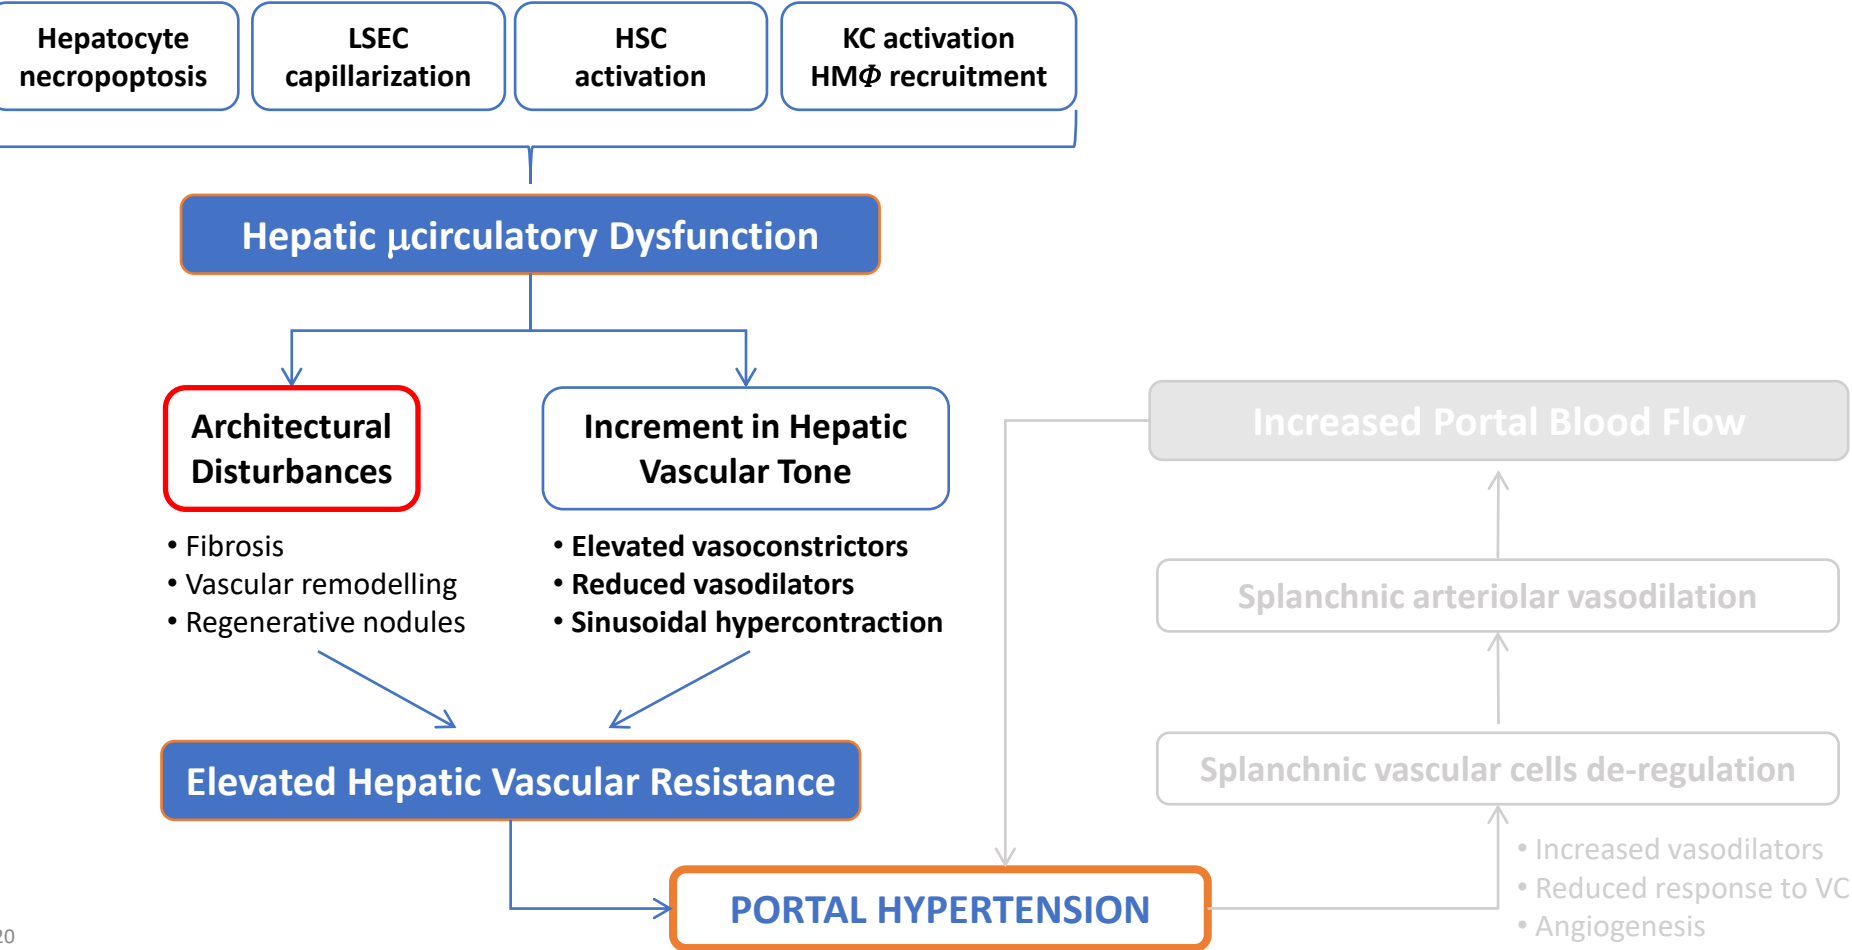 Hepatocyte
necropoptosis
LSEC
capillarization
HSC
activation
KC activation
HMΦ recruitment
Hepatic μcirculatory Dysfunction
Architectural
Disturbances
Increment in Hepatic
Vascular Tone
• Fibrosis
• Vascular remodelling
• Regenerative nodules
• Elevated vasoconstrictors
• Reduced vasodilators
• Sinusoidal hypercontraction
Elevated Hepatic Vascular Resistance
PORTAL HYPERTENSION
Increased Portal Blood Flow
Splanchnic arteriolar vasodilation
Splanchnic vascular cells de-regulation
• Increased vasodilators
• Reduced response to VC
• Angiogenesis
20